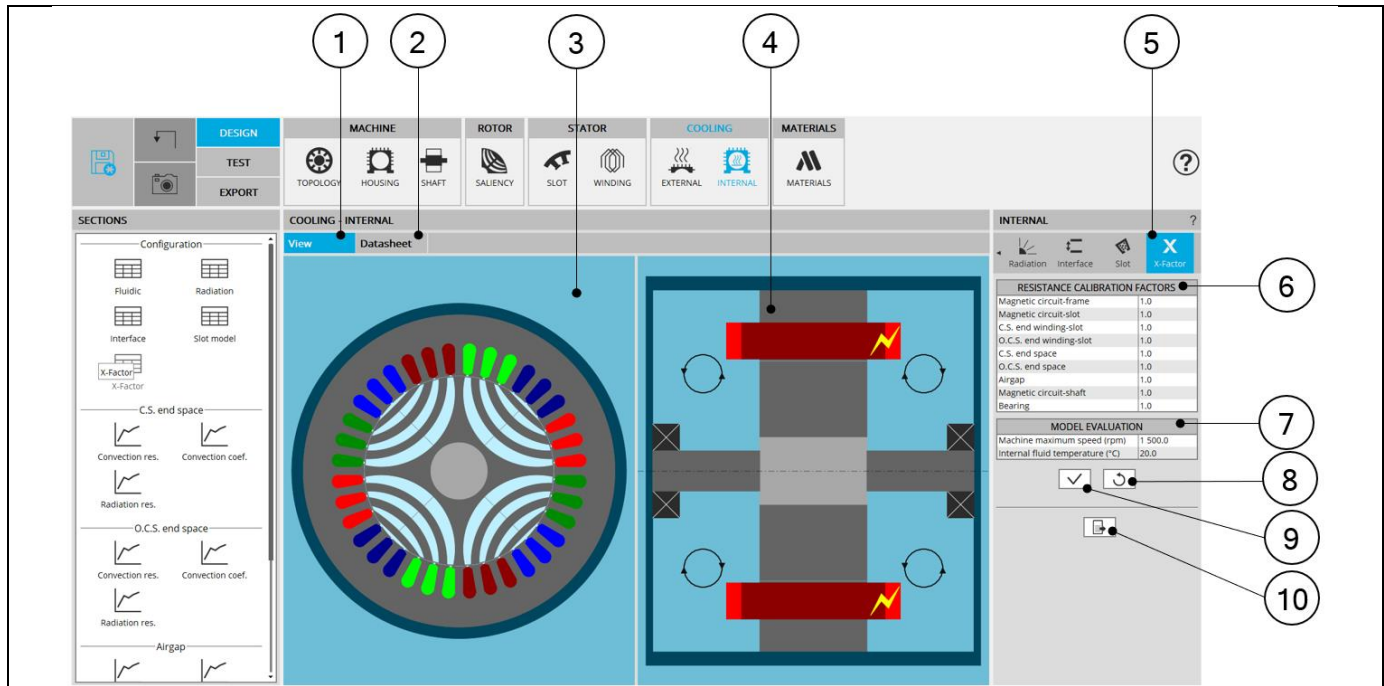 1
2
3
4
5
DESIGN
TEST
EXPORT
MACHINE
TOPOLOGY
HOUSING
SHAFT
ROTOR
SALIENCY
STATOR
SLOT
WINDING
COOLING
EXTERNAL
INTERNAL
MATERIALS
MATERIALS
?
SECTIONS
Configuration
Fluidic
Radiation
Interface
Slot model
X-Factor
X-Factor
C.S. end space
Convection res.
Convection coef.
Radiation res.
O.C.S. end space
Convection res.
Convection coef.
Radiation res.
Airgap
COOLING - INTERNAL
View
Datasheet
INTERNAL
?
Radiation
Interface
Slot
X
X-Factor
RESISTANCE CALIBRATION FACTORS
Magnetic circuit-frame 1.0
Magnetic circuit-slot 1.0
C.S. end winding-slot 1.0
O.C.S. end winding-slot 1.0
C.S. end space 1.0
O.C.S. end space 1.0
Airgap 1.0
Magnetic circuit-shaft 1.0
Bearing 1.0
MODEL EVALUATION
Machine maximum speed (rpm) 1 500.0
Internal fluid temperature (°C) 20.0
6
7
8
9
10